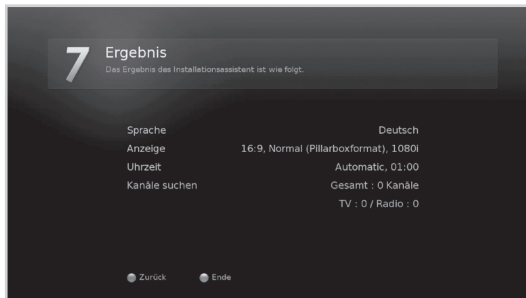 7 Ergebnis
Das Ergebnis des Installationsassistent ist wie folgt.
Sprache Deutsch
Anzeige 16:9, Normal (Pillarboxformat), 1080i
Uhrzeit Automatic, 01:00
Kanäle suchen Gesamt : 0 Kanäle
TV : 0 / Radio : 0
Zurück Ende